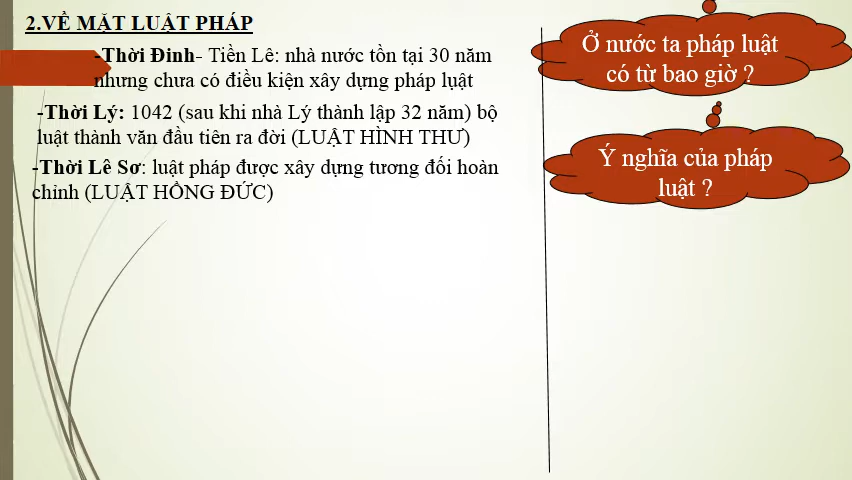 2.VỀ MẶT LUẬT PHÁP
-Thời Đinh- Tiền Lê: nhà nước tồn tại 30 năm
nhưng chưa có điều kiện xây dựng pháp luật
-Thời Lý: 1042 (sau khi nhà Lý thành lập 32 năm) bộ
luật thành văn đầu tiên ra đời (LUẬT HÌNH THƯ)
-Thời Lê Sơ: luật pháp được xây dựng tương đối hoàn
chỉnh (LUẬT HỒNG ĐỨC)
Ở nước ta pháp luật
có từ bao giờ ?
Ý nghĩa của pháp
luật ?